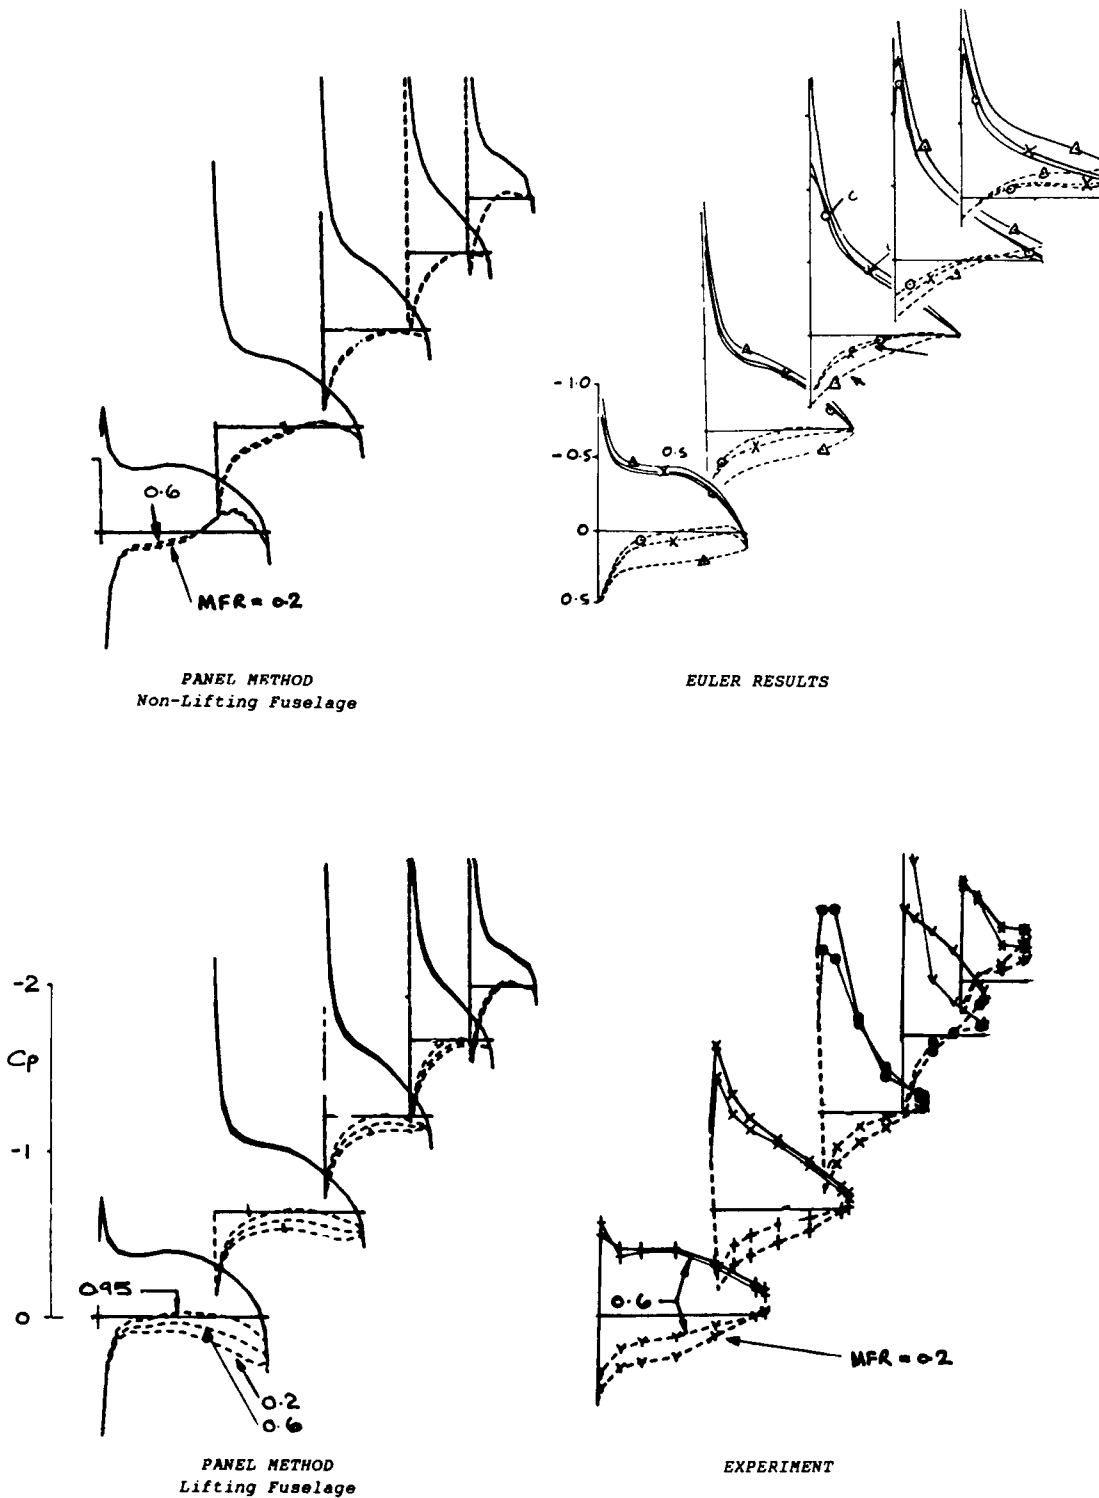 0.6
MFR = 0.2
PANEL METHOD
Non-Lifting Fuselage
-1.0
-0.5
0
0.5
0.5
EULER RESULTS
-2
Cp
-1
0
0.95
0.2
0.6
PANEL METHOD
Lifting Fuselage
0.6
MFR = 0.2
EXPERIMENT